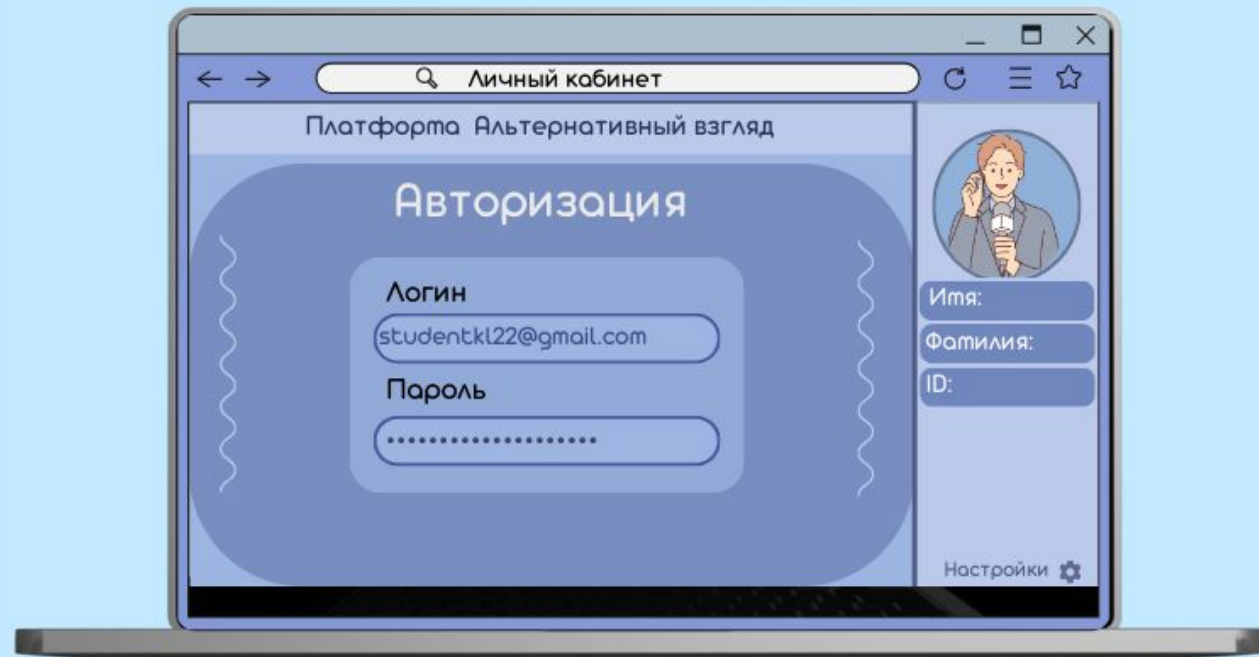 Личный кабинет
Платформа Альтернативный взгляд
Авторизация
Логин
studentkl22@gmail.com
Пароль
••••••••••••••••••••
Имя:
Фамилия:
ID:
Настройки